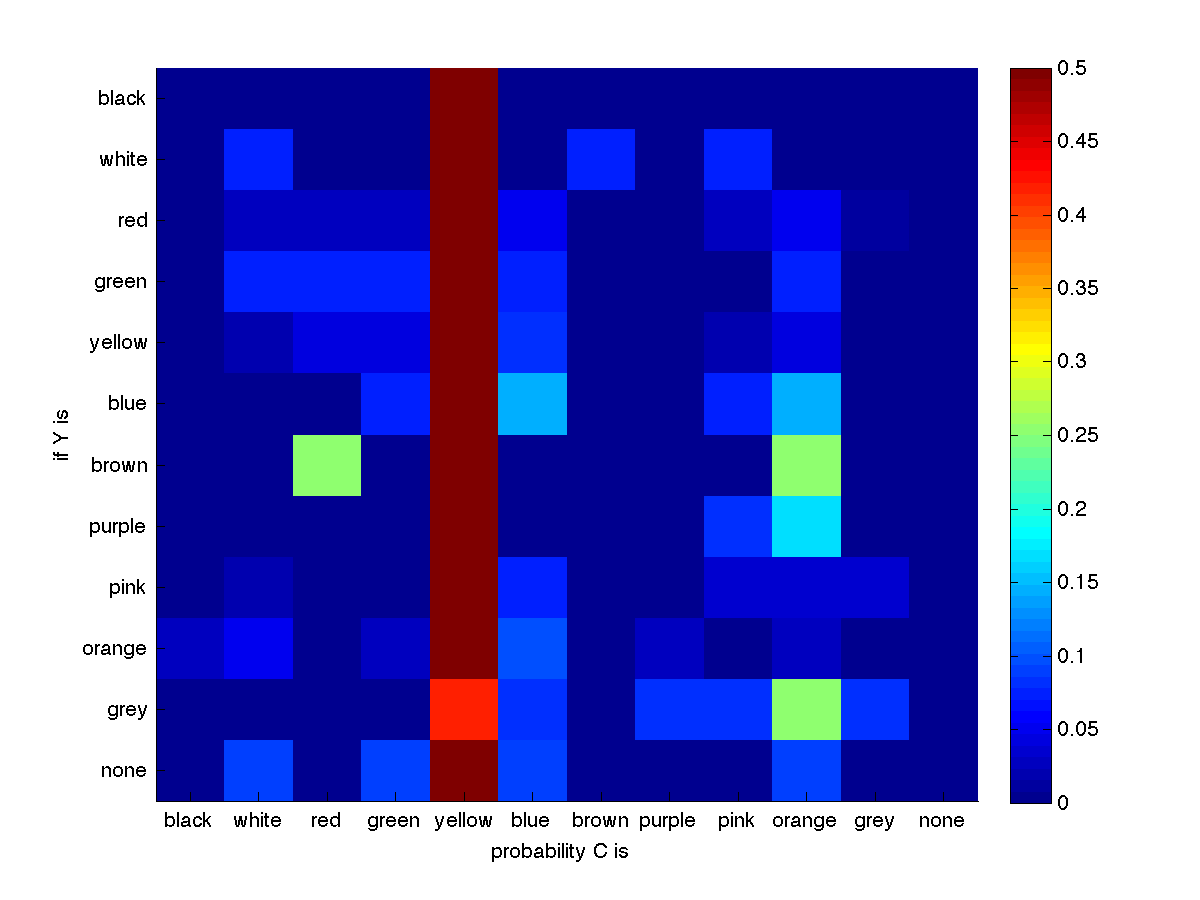 black
white
red
green
yellow
blue
brown
purple
pink
orange
grey
none
if Y is
black white red green yellow blue brown purple pink orange grey none
probability C is
0.5
0.45
0.4
0.35
0.3
0.25
0.2
0.15
0.1
0.05
0